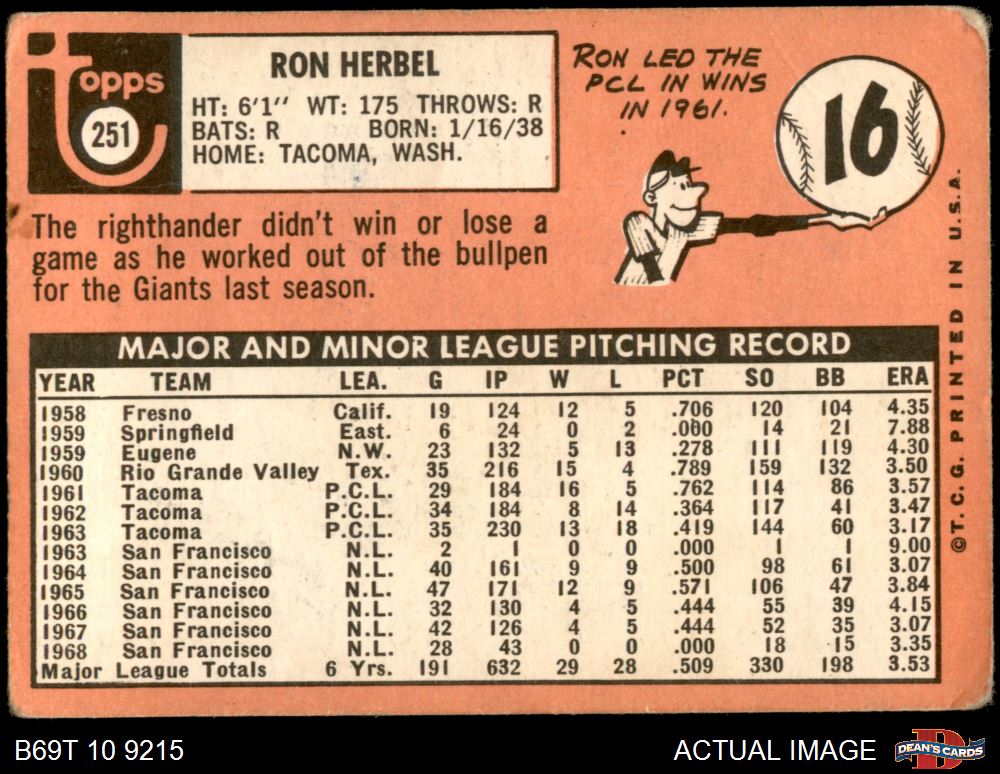 Topps
251
RON HERBEL
HT: 6'1" WT: 175 THROWS: R
BATS: R BORN: 1/16/38
HOME: TACOMA, WASH.
RON LED THE
PCL IN WINS
IN 1961.
16
The righthander didn't win or lose a
game as he worked out of the bullpen
for the Giants last season.
MAJOR AND MINOR LEAGUE PITCHING RECORD
YEAR TEAM LEA. G IP W L PCT SO BB ERA
1958 Fresno Calif. 19 124 12 5 .706 120 104 4.35
1959 Springfield East. 6 24 0 2 .000 14 21 7.88
1959 Eugene N.W. 23 132 5 13 .278 111 119 4.30
1960 Rio Grande Valley Tex. 35 216 15 4 .789 159 132 3.50
1961 Tacoma P.C.L. 29 184 16 5 .762 114 86 3.57
1962 Tacoma P.C.L. 34 184 8 14 .364 117 41 3.47
1963 Tacoma P.C.L. 35 230 13 18 .419 144 60 3.17
1963 San Francisco N.L. 2 1 0 0 .000 1 1 9.00
1964 San Francisco N.L. 40 161 9 9 .500 98 61 3.07
1965 San Francisco N.L. 47 171 12 9 .571 106 47 3.84
1966 San Francisco N.L. 32 130 4 5 .444 55 39 4.15
1967 San Francisco N.L. 42 126 4 5 .444 52 35 3.07
1968 San Francisco N.L. 28 43 0 0 .000 18 15 3.35
Major League Totals 6 Yrs. 191 632 29 28 .509 330 198 3.53
©T.C.G. PRINTED IN U.S.A.
B69T 10 9215
ACTUAL IMAGE
DEAN'S CARDS